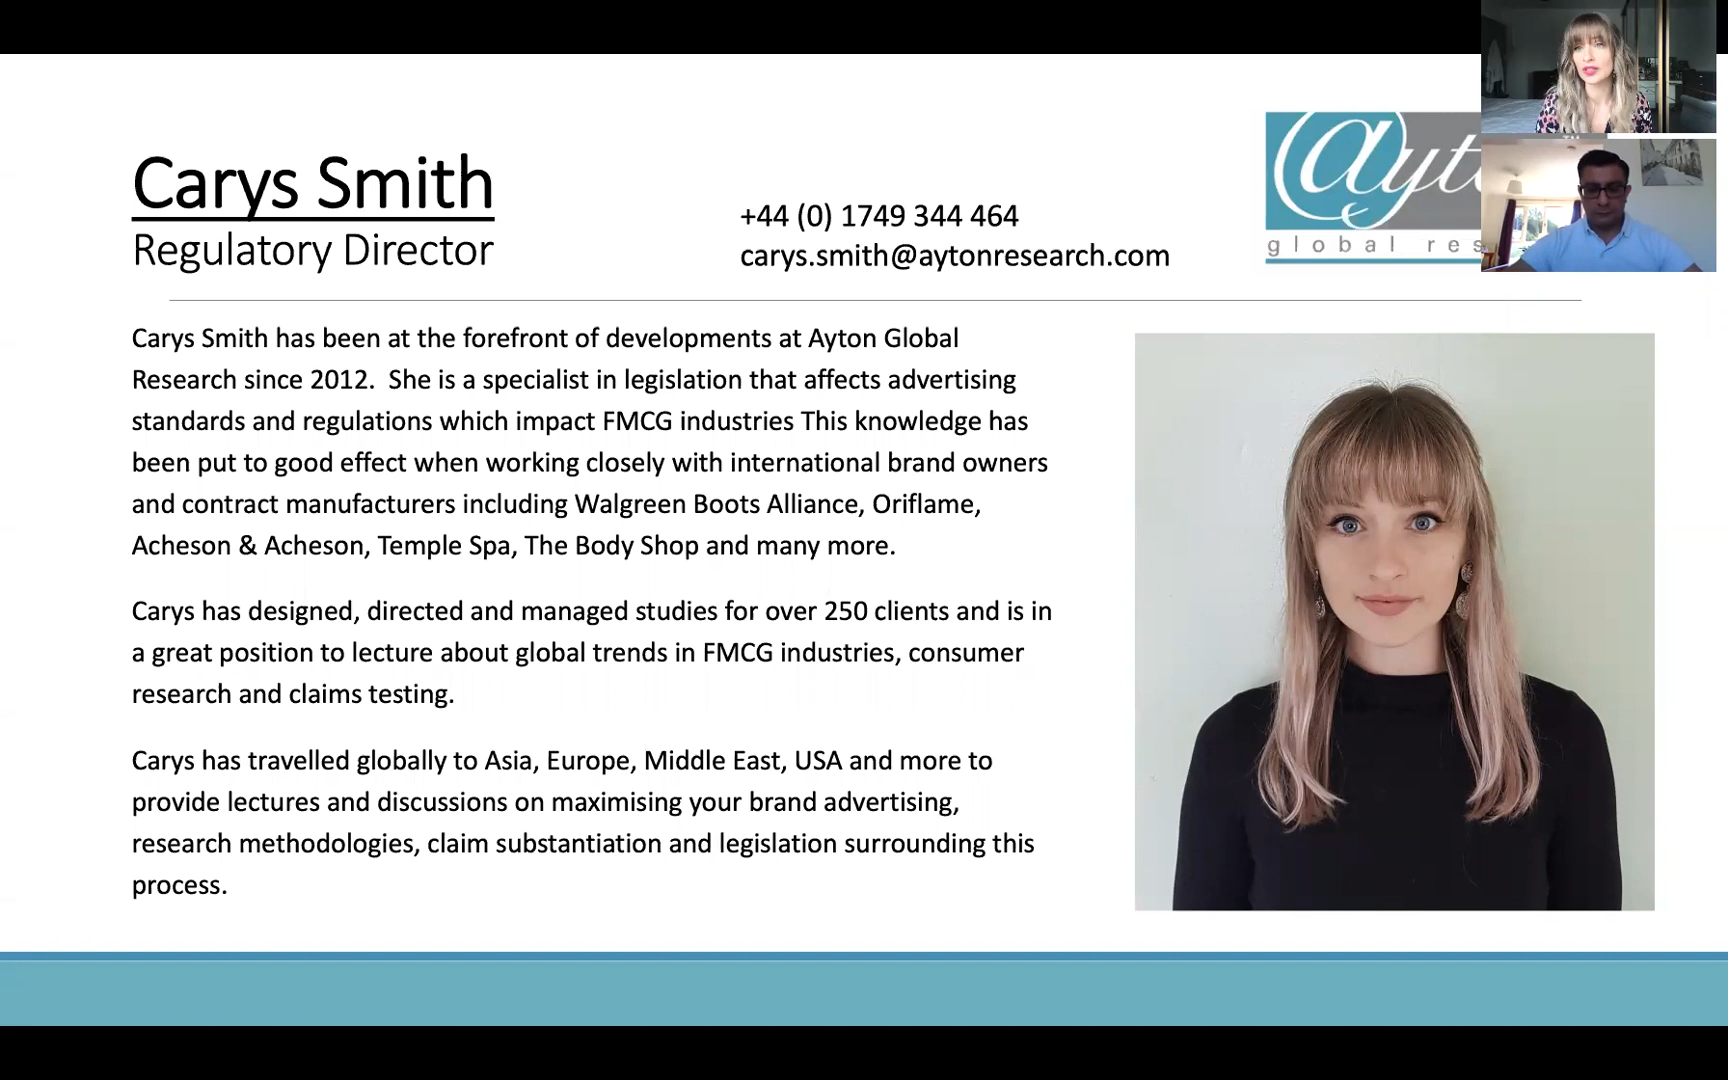 Carys Smith
Regulatory Director
+44 (0) 1749 344 464
carys.smith@aytonresearch.com
ayt
global res
Carys Smith has been at the forefront of developments at Ayton Global
Research since 2012.  She is a specialist in legislation that affects advertising
standards and regulations which impact FMCG industries This knowledge has
been put to good effect when working closely with international brand owners
and contract manufacturers including Walgreen Boots Alliance, Oriflame,
Acheson & Acheson, Temple Spa, The Body Shop and many more.
Carys has designed, directed and managed studies for over 250 clients and is in
a great position to lecture about global trends in FMCG industries, consumer
research and claims testing.
Carys has travelled globally to Asia, Europe, Middle East, USA and more to
provide lectures and discussions on maximising your brand advertising,
research methodologies, claim substantiation and legislation surrounding this
process.